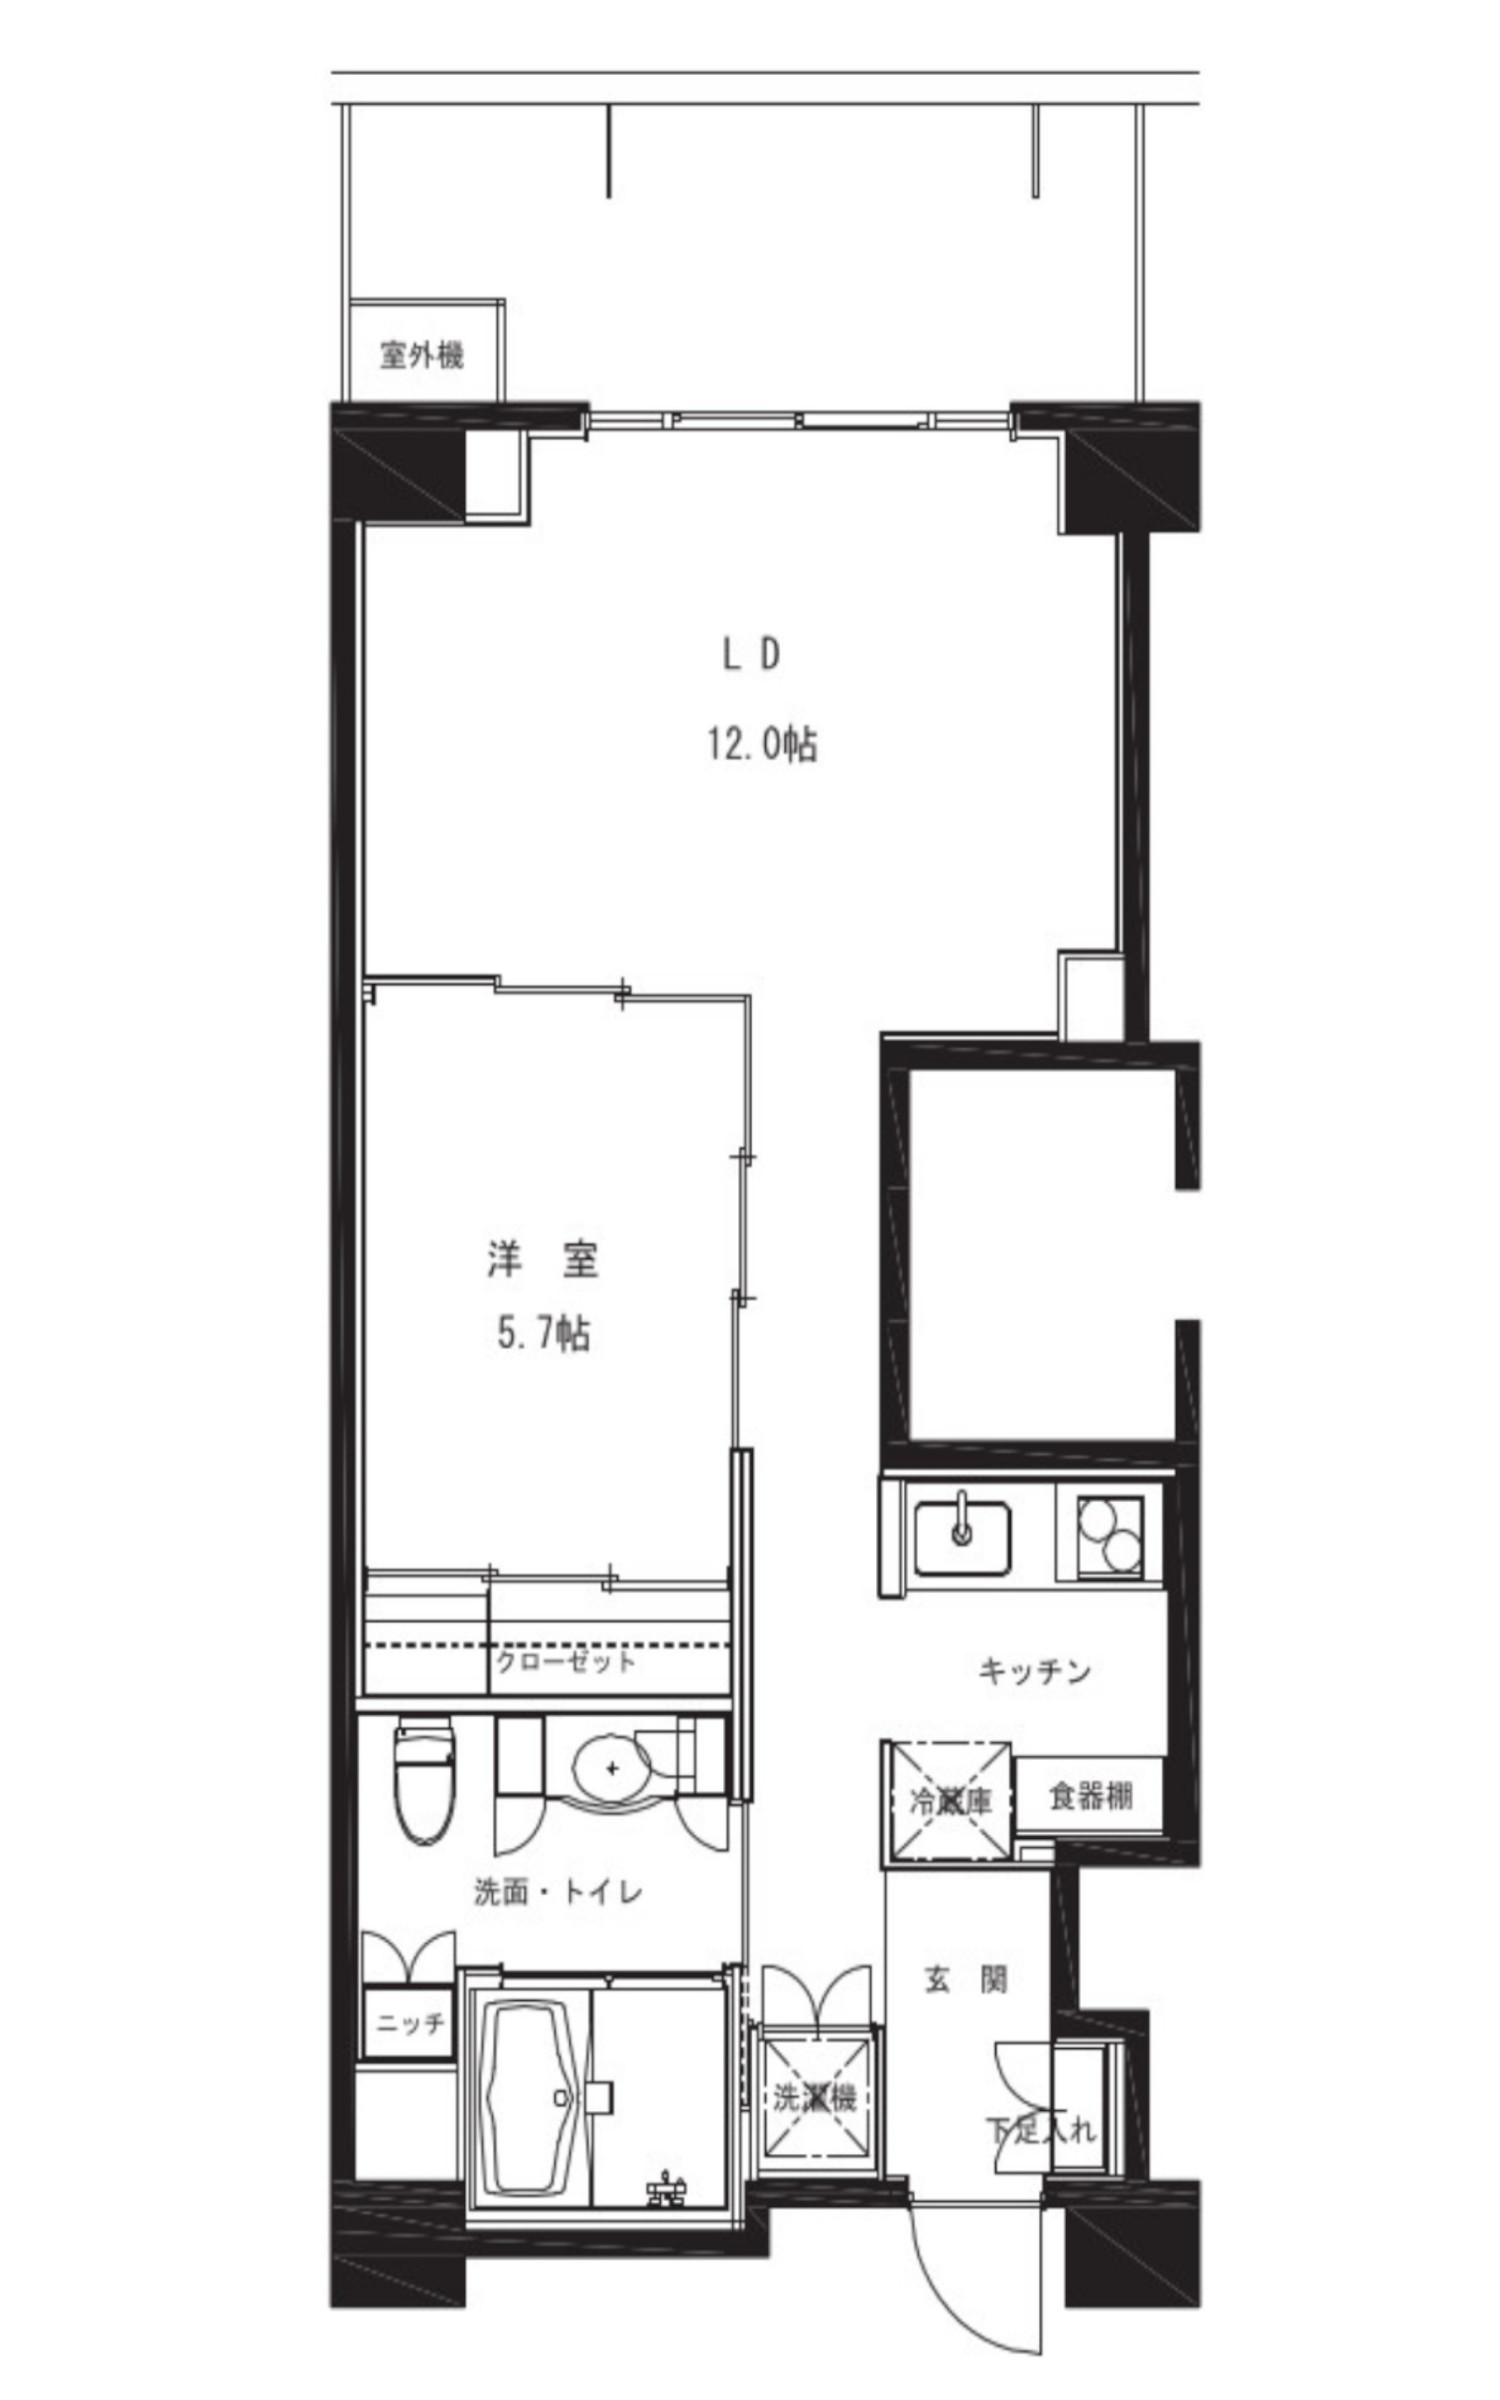 室外機
LD
12.0帖
洋 室
5.7帖
クローゼット
キッチン
冷蔵庫
食器棚
洗面・トイレ
玄 関
ニッチ
洗濯機
下足入れ